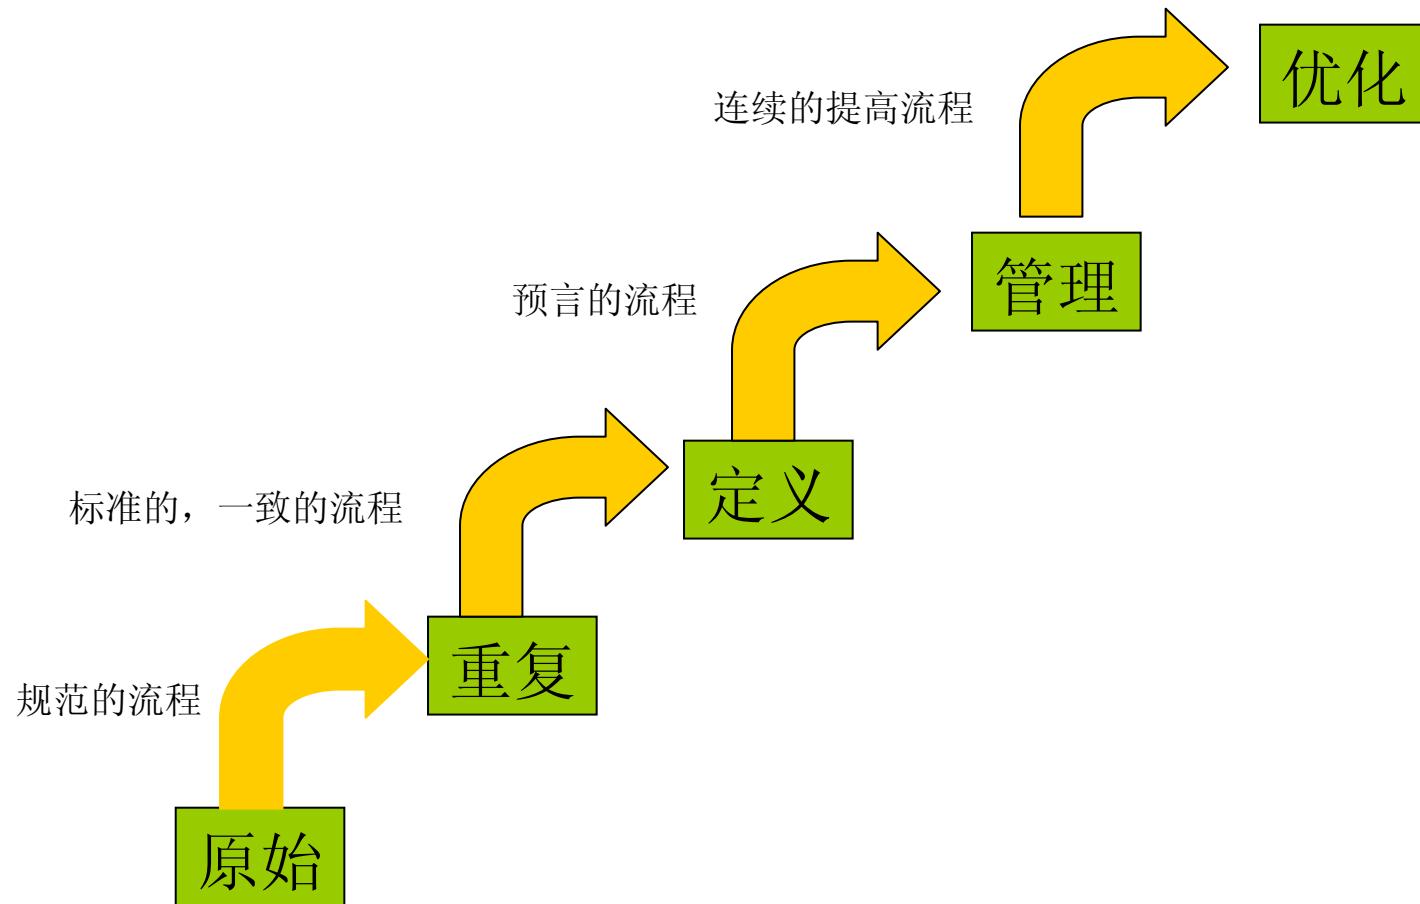 优化
连续的提高流程
管理
预言的流程
定义
标准的，一致的流程
重复
规范的流程
原始